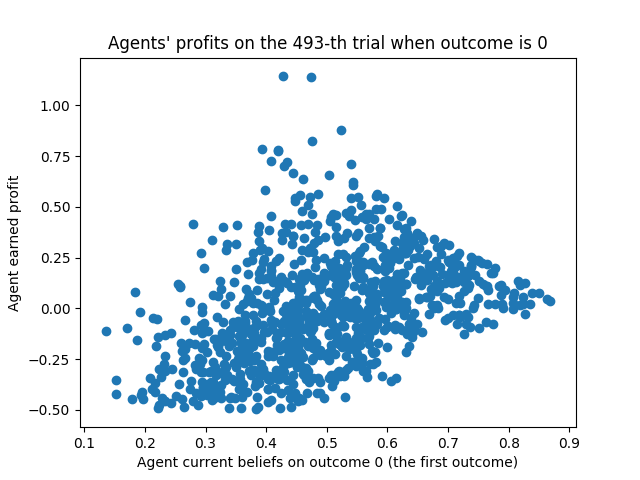 Agents' profits on the 493-th trial when outcome is 0
Agent earned profit
1.00
0.75
0.50
0.25
0.00
−0.25
−0.50
0.1 0.2 0.3 0.4 0.5 0.6 0.7 0.8 0.9
Agent current beliefs on outcome 0 (the first outcome)